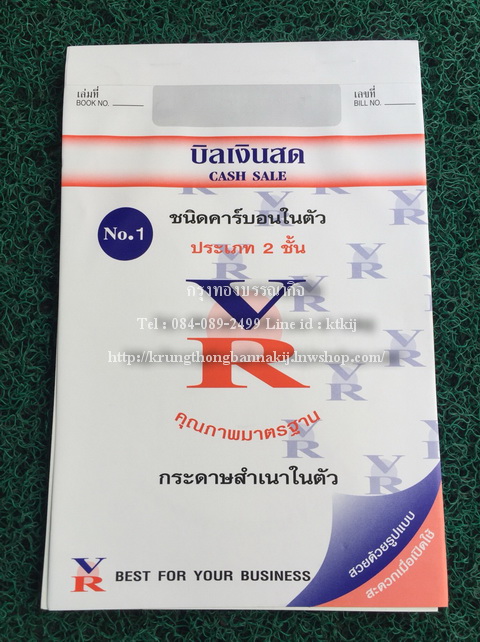 เล่มที่
BOOK NO.
เลขที่
BILL NO.
บิลเงินสด
CASH SALE
No.1
ชนิดคาร์บอนในตัว
ประเภท 2 ชั้น
VR
กรุงทองบรรณกิจ
Tel : 084-089-2499 Line id : ktkij
http://krungthongbannakij.lnwshop.com/
คุณภาพมาตรฐาน
กระดาษสำเนาในตัว
สวยด้วยรูปแบบ
สะดวกเมื่อเปิดใช้
VR BEST FOR YOUR BUSINESS